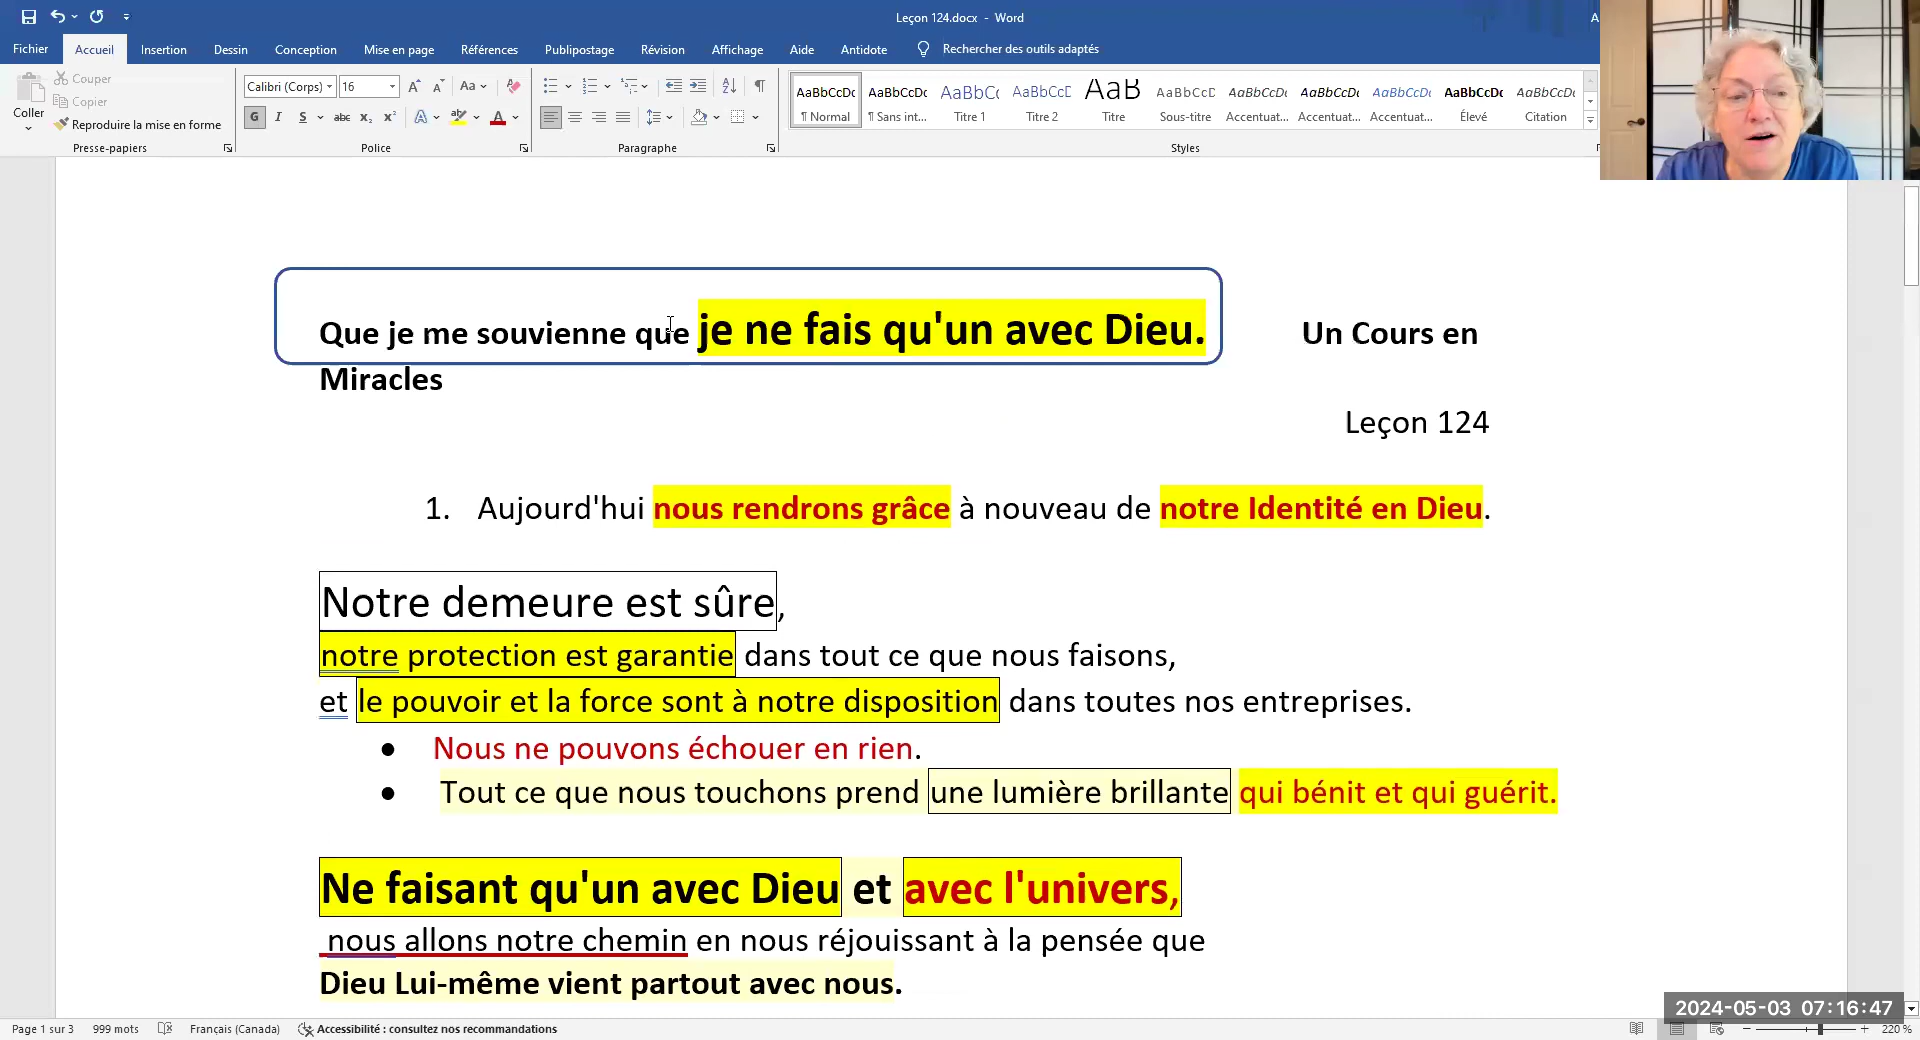 Leçon 124.docx - Word
A
Fichier Accueil Insertion Dessin Conception Mise en page Références Publipostage Révision Affichage Aide Antidote Rechercher des outils adaptés
Coller
Couper
Copier
Reproduire la mise en forme
Presse-papiers
Calibri (Corps) 16
Police
Paragraphe
AaBbCcDc AaBbCcDc AaBbCc AaBbCcD AaB AaBbCcD AaBbCcDc AaBbCcDc AaBbCcDc AaBbCcDc AaBbCcDc
¶ Normal ¶ Sans int... Titre 1 Titre 2 Titre Sous-titre Accentuat... Accentuat... Accentuat... Élevé Citation
Styles
Que je me souvienne que je ne fais qu'un avec Dieu. Un Cours en
Miracles
Leçon 124
1. Aujourd'hui nous rendrons grâce à nouveau de notre Identité en Dieu.
Notre demeure est sûre,
notre protection est garantie dans tout ce que nous faisons,
et le pouvoir et la force sont à notre disposition dans toutes nos entreprises.
● Nous ne pouvons échouer en rien.
● Tout ce que nous touchons prend une lumière brillante qui bénit et qui guérit.
Ne faisant qu'un avec Dieu et avec l'univers,
nous allons notre chemin en nous réjouissant à la pensée que
Dieu Lui-même vient partout avec nous.
2024-05-03 07:16:47
Page 1 sur 3 999 mots Français (Canada) Accessibilité : consultez nos recommandations 220 %